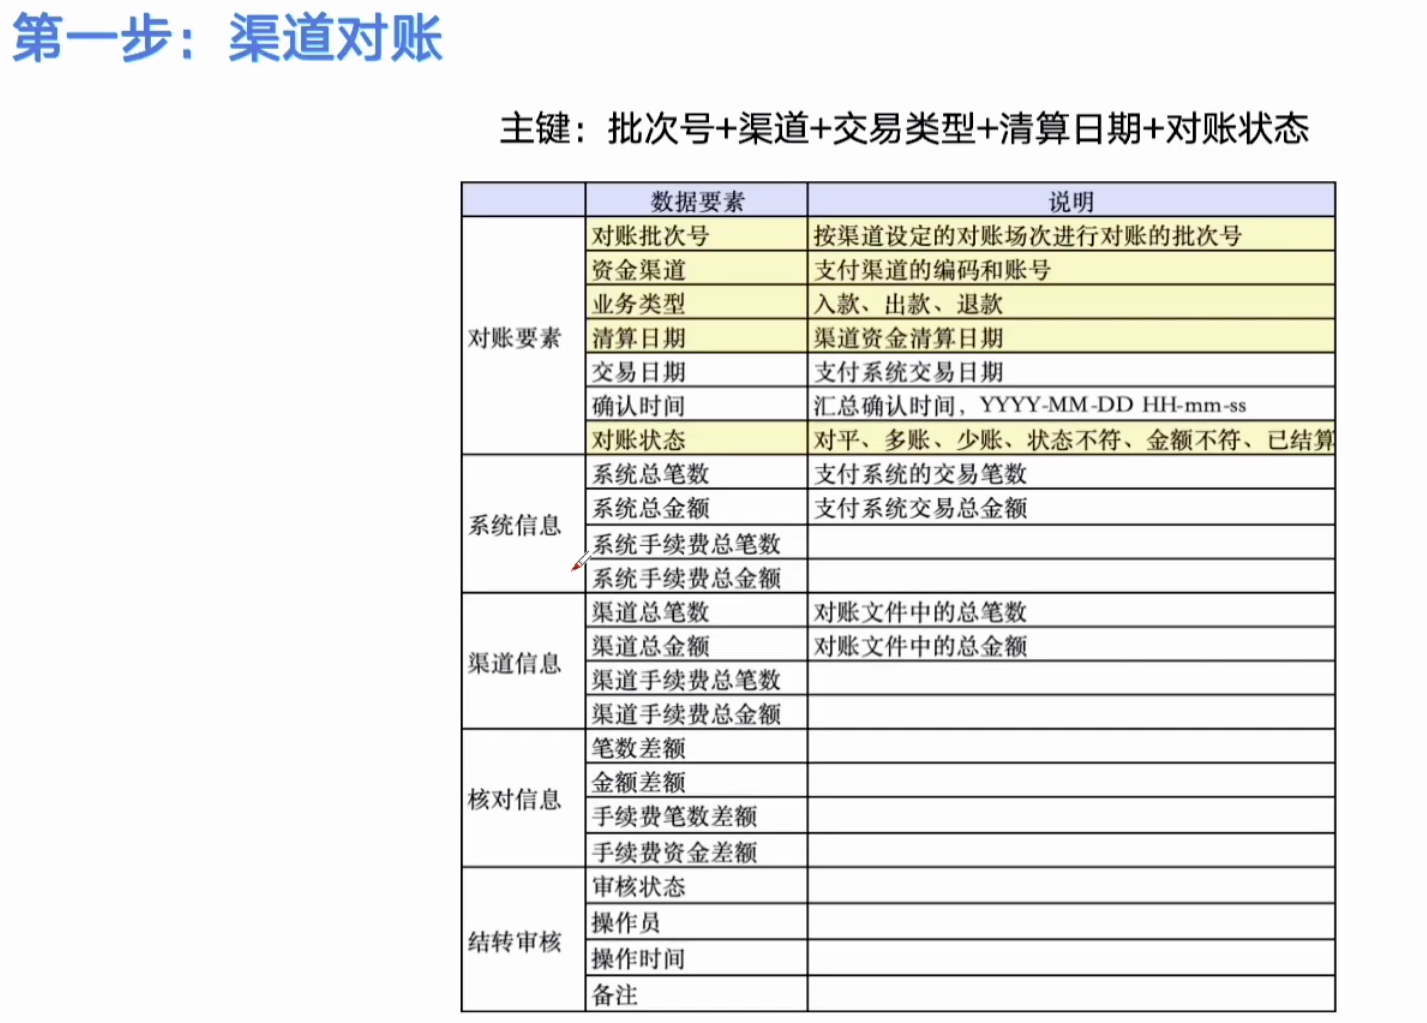 第一步：渠道对账
主键：批次号+渠道+交易类型+清算日期+对账状态
数据要素 说明
对账要素
对账批次号 按渠道设定的对账场次进行对账的批次号
资金渠道 支付渠道的编码和账号
业务类型 入款、出款、退款
清算日期 渠道资金清算日期
交易日期 支付系统交易日期
确认时间 汇总确认时间，YYYY-MM-DD HH-mm-ss
对账状态 对平、多账、少账、状态不符、金额不符、已结算
系统信息
系统总笔数 支付系统的交易笔数
系统总金额 支付系统交易总金额
系统手续费总笔数
系统手续费总金额
渠道信息
渠道总笔数 对账文件中的总笔数
渠道总金额 对账文件中的总金额
渠道手续费总笔数
渠道手续费总金额
核对信息
笔数差额
金额差额
手续费笔数差额
手续费资金差额
结转审核
审核状态
操作员
操作时间
备注